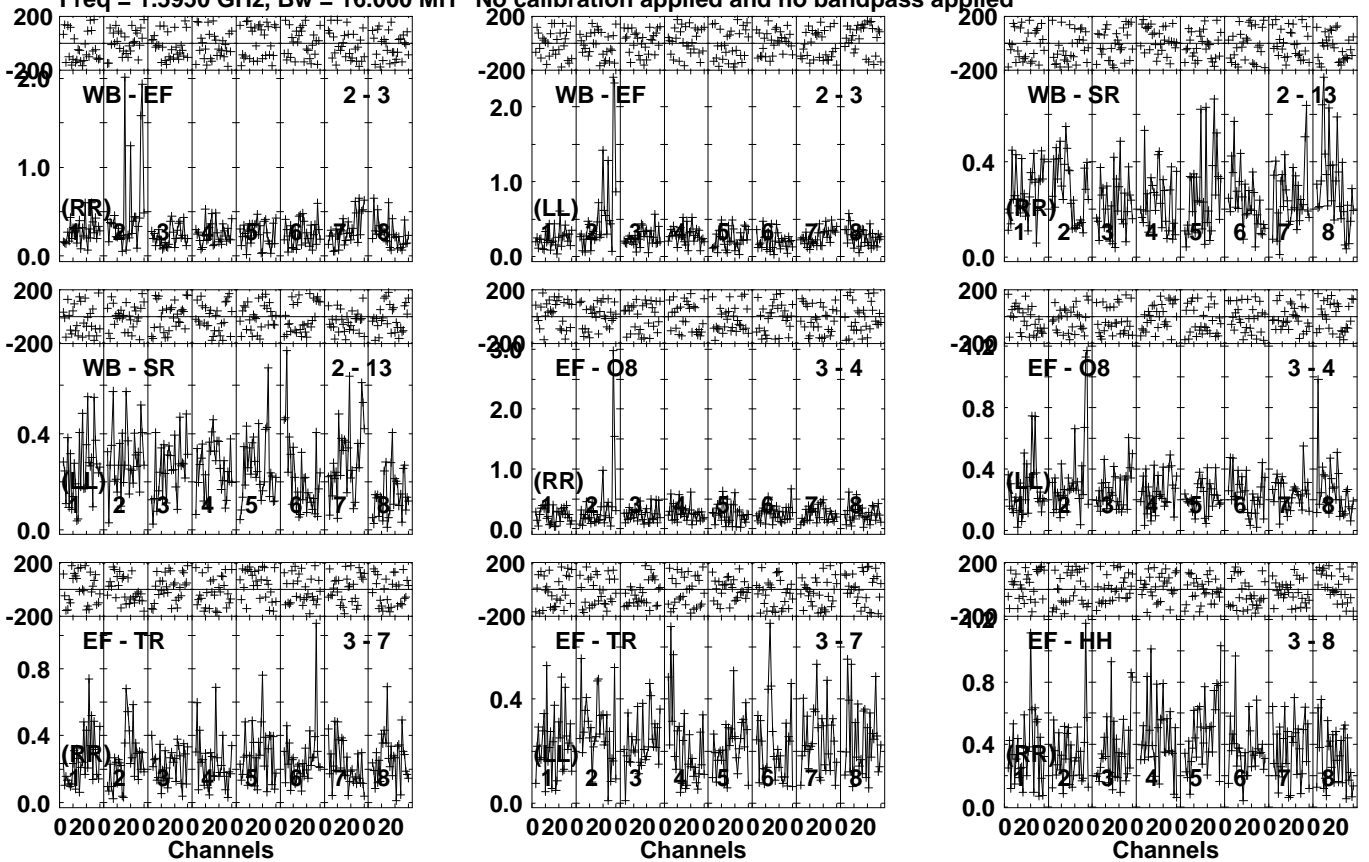 Freq = 1.5950 GHz, Bw = 16.000 MH No calibration applied and no bandpass applied
200 200 200
-200 -200 -200
2.0
WB - EF 2 - 3 WB - EF 2 - 3 WB - SR 2 - 13
2.0
1.0 1.0 0.4
(RR) (LL) (RR)
1 2 3 4 5 6 7 8 1 2 3 4 5 6 7 8 1 2 3 4 5 6 7 8
0.0 0.0 0.0
200 200 200
-200 -200 -200
3.0 1.2
WB - SR 2 - 13 EF - O8 3 - 4 EF - O8 3 - 4
2.0 0.8
0.4 1.0 0.4
(LL) (RR) (LL)
1 2 3 4 5 6 7 8 1 2 3 4 5 6 7 8 1 2 3 4 5 6 7 8
0.0 0.0 0.0
200 200 200
-200 -200 -200
1.2
EF - TR 3 - 7 EF - TR 3 - 7 EF - HH 3 - 8
0.8 0.8
0.4 0.4 0.4
(RR) (LL) (RR)
1 2 3 4 5 6 7 8 1 2 3 4 5 6 7 8 1 2 3 4 5 6 7 8
0.0 0.0 0.0
0 20 0 20 0 20 0 20 0 20 0 20 0 20 0 20 0 20 0 20 0 20 0 20 0 20 0 20 0 20 0 20 0 20 0 20 0 20 0 20 0 20 0 20 0 20 0 20
Channels Channels Channels